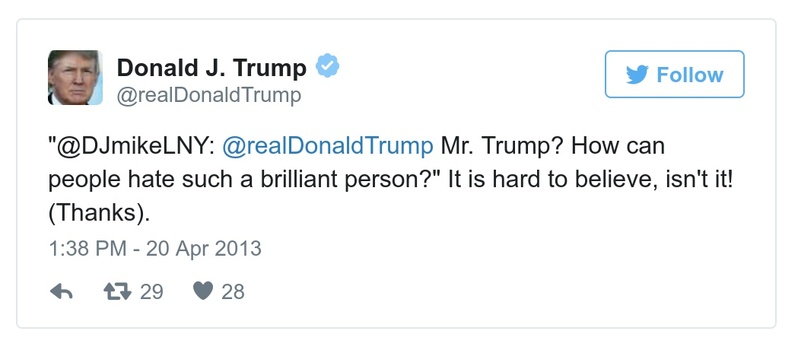 Donald J. Trump
@realDonaldTrump
Follow
"@DJmikeLNY: @realDonaldTrump Mr. Trump? How can
people hate such a brilliant person?" It is hard to believe, isn't it!
(Thanks).
1:38 PM - 20 Apr 2013
29 28